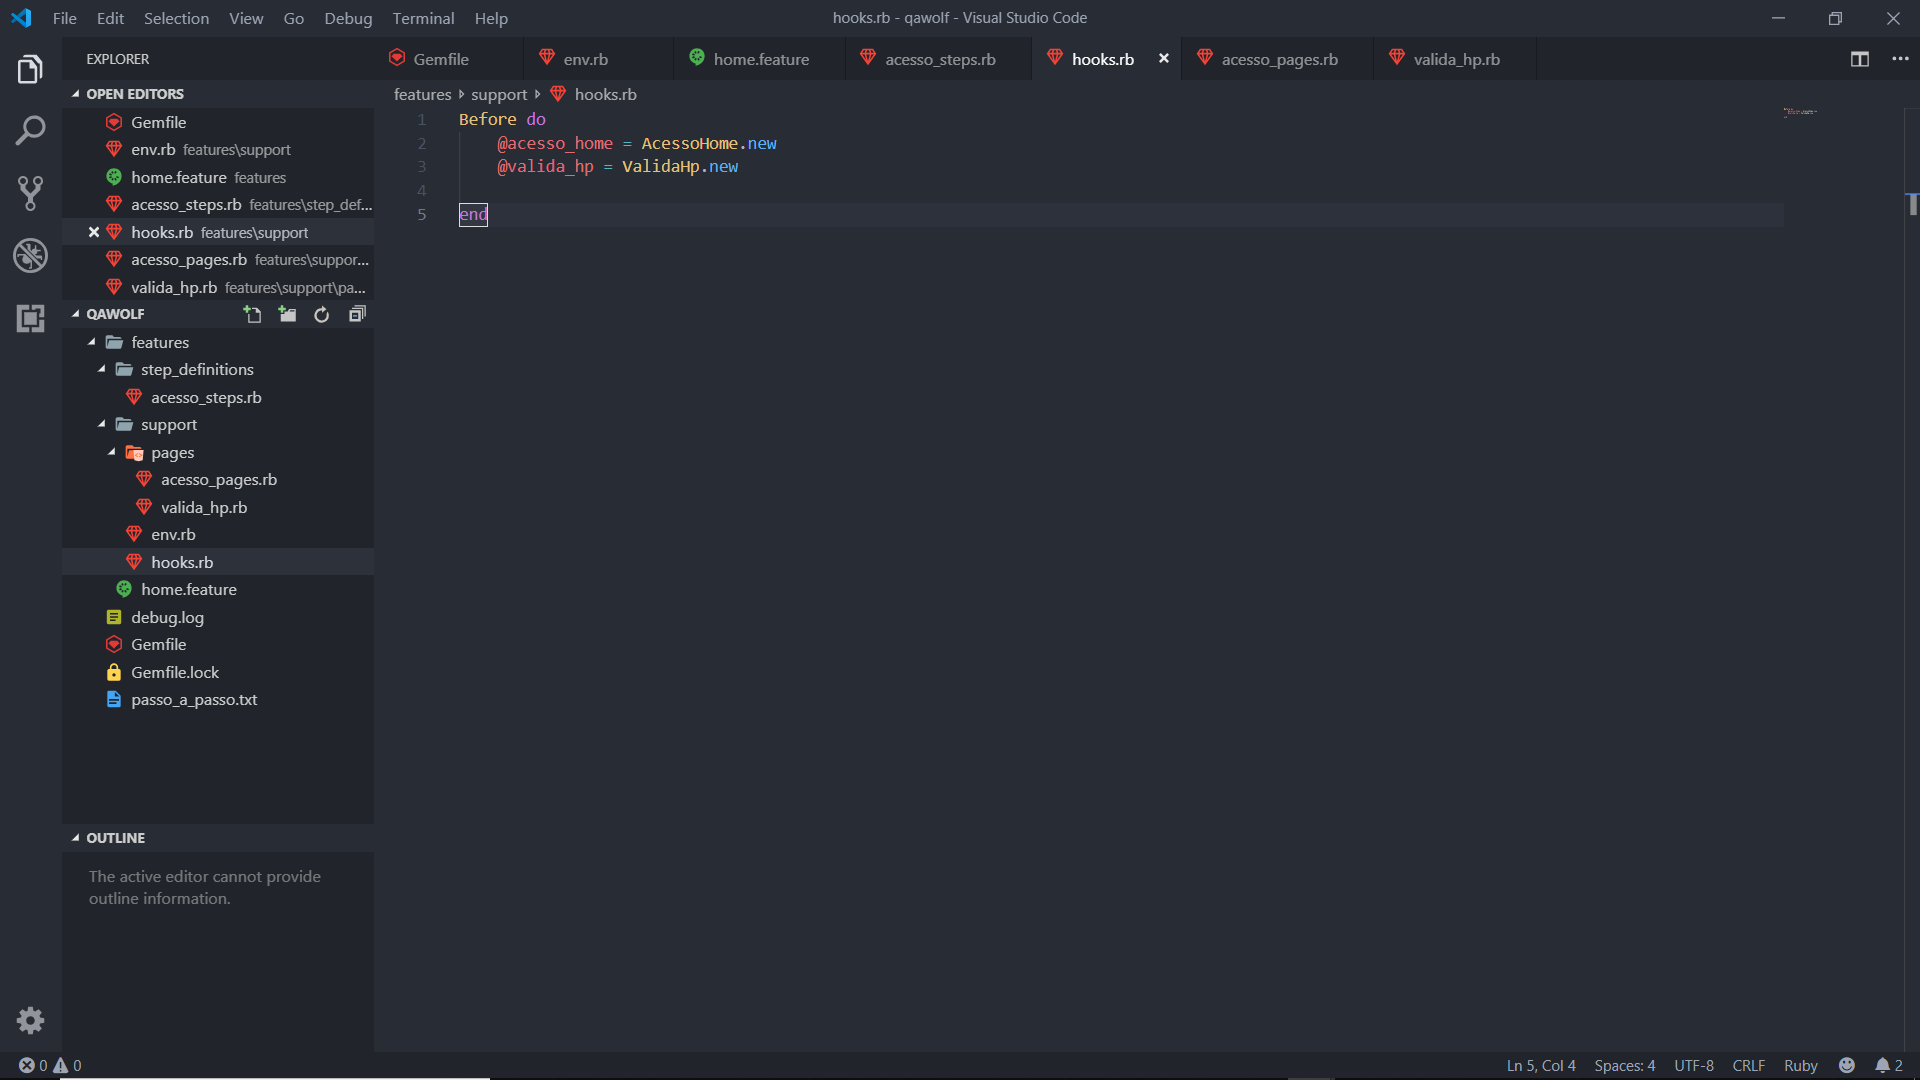 File Edit Selection View Go Debug Terminal Help
hooks.rb - qawolf - Visual Studio Code
EXPLORER
OPEN EDITORS
Gemfile
env.rb features\support
home.feature features
acesso_steps.rb features\step_def...
hooks.rb features\support
acesso_pages.rb features\suppor...
valida_hp.rb features\support\pa...
QAWOLF
features
step_definitions
acesso_steps.rb
support
pages
acesso_pages.rb
valida_hp.rb
env.rb
hooks.rb
home.feature
debug.log
Gemfile
Gemfile.lock
passo_a_passo.txt
OUTLINE
The active editor cannot provide
outline information.
Gemfile env.rb home.feature acesso_steps.rb hooks.rb acesso_pages.rb valida_hp.rb
features support hooks.rb
1 Before do
2 @acesso_home = AcessoHome.new
3 @valida_hp = ValidaHp.new
4
5 end
0 0
Ln 5, Col 4 Spaces: 4 UTF-8 CRLF Ruby 2